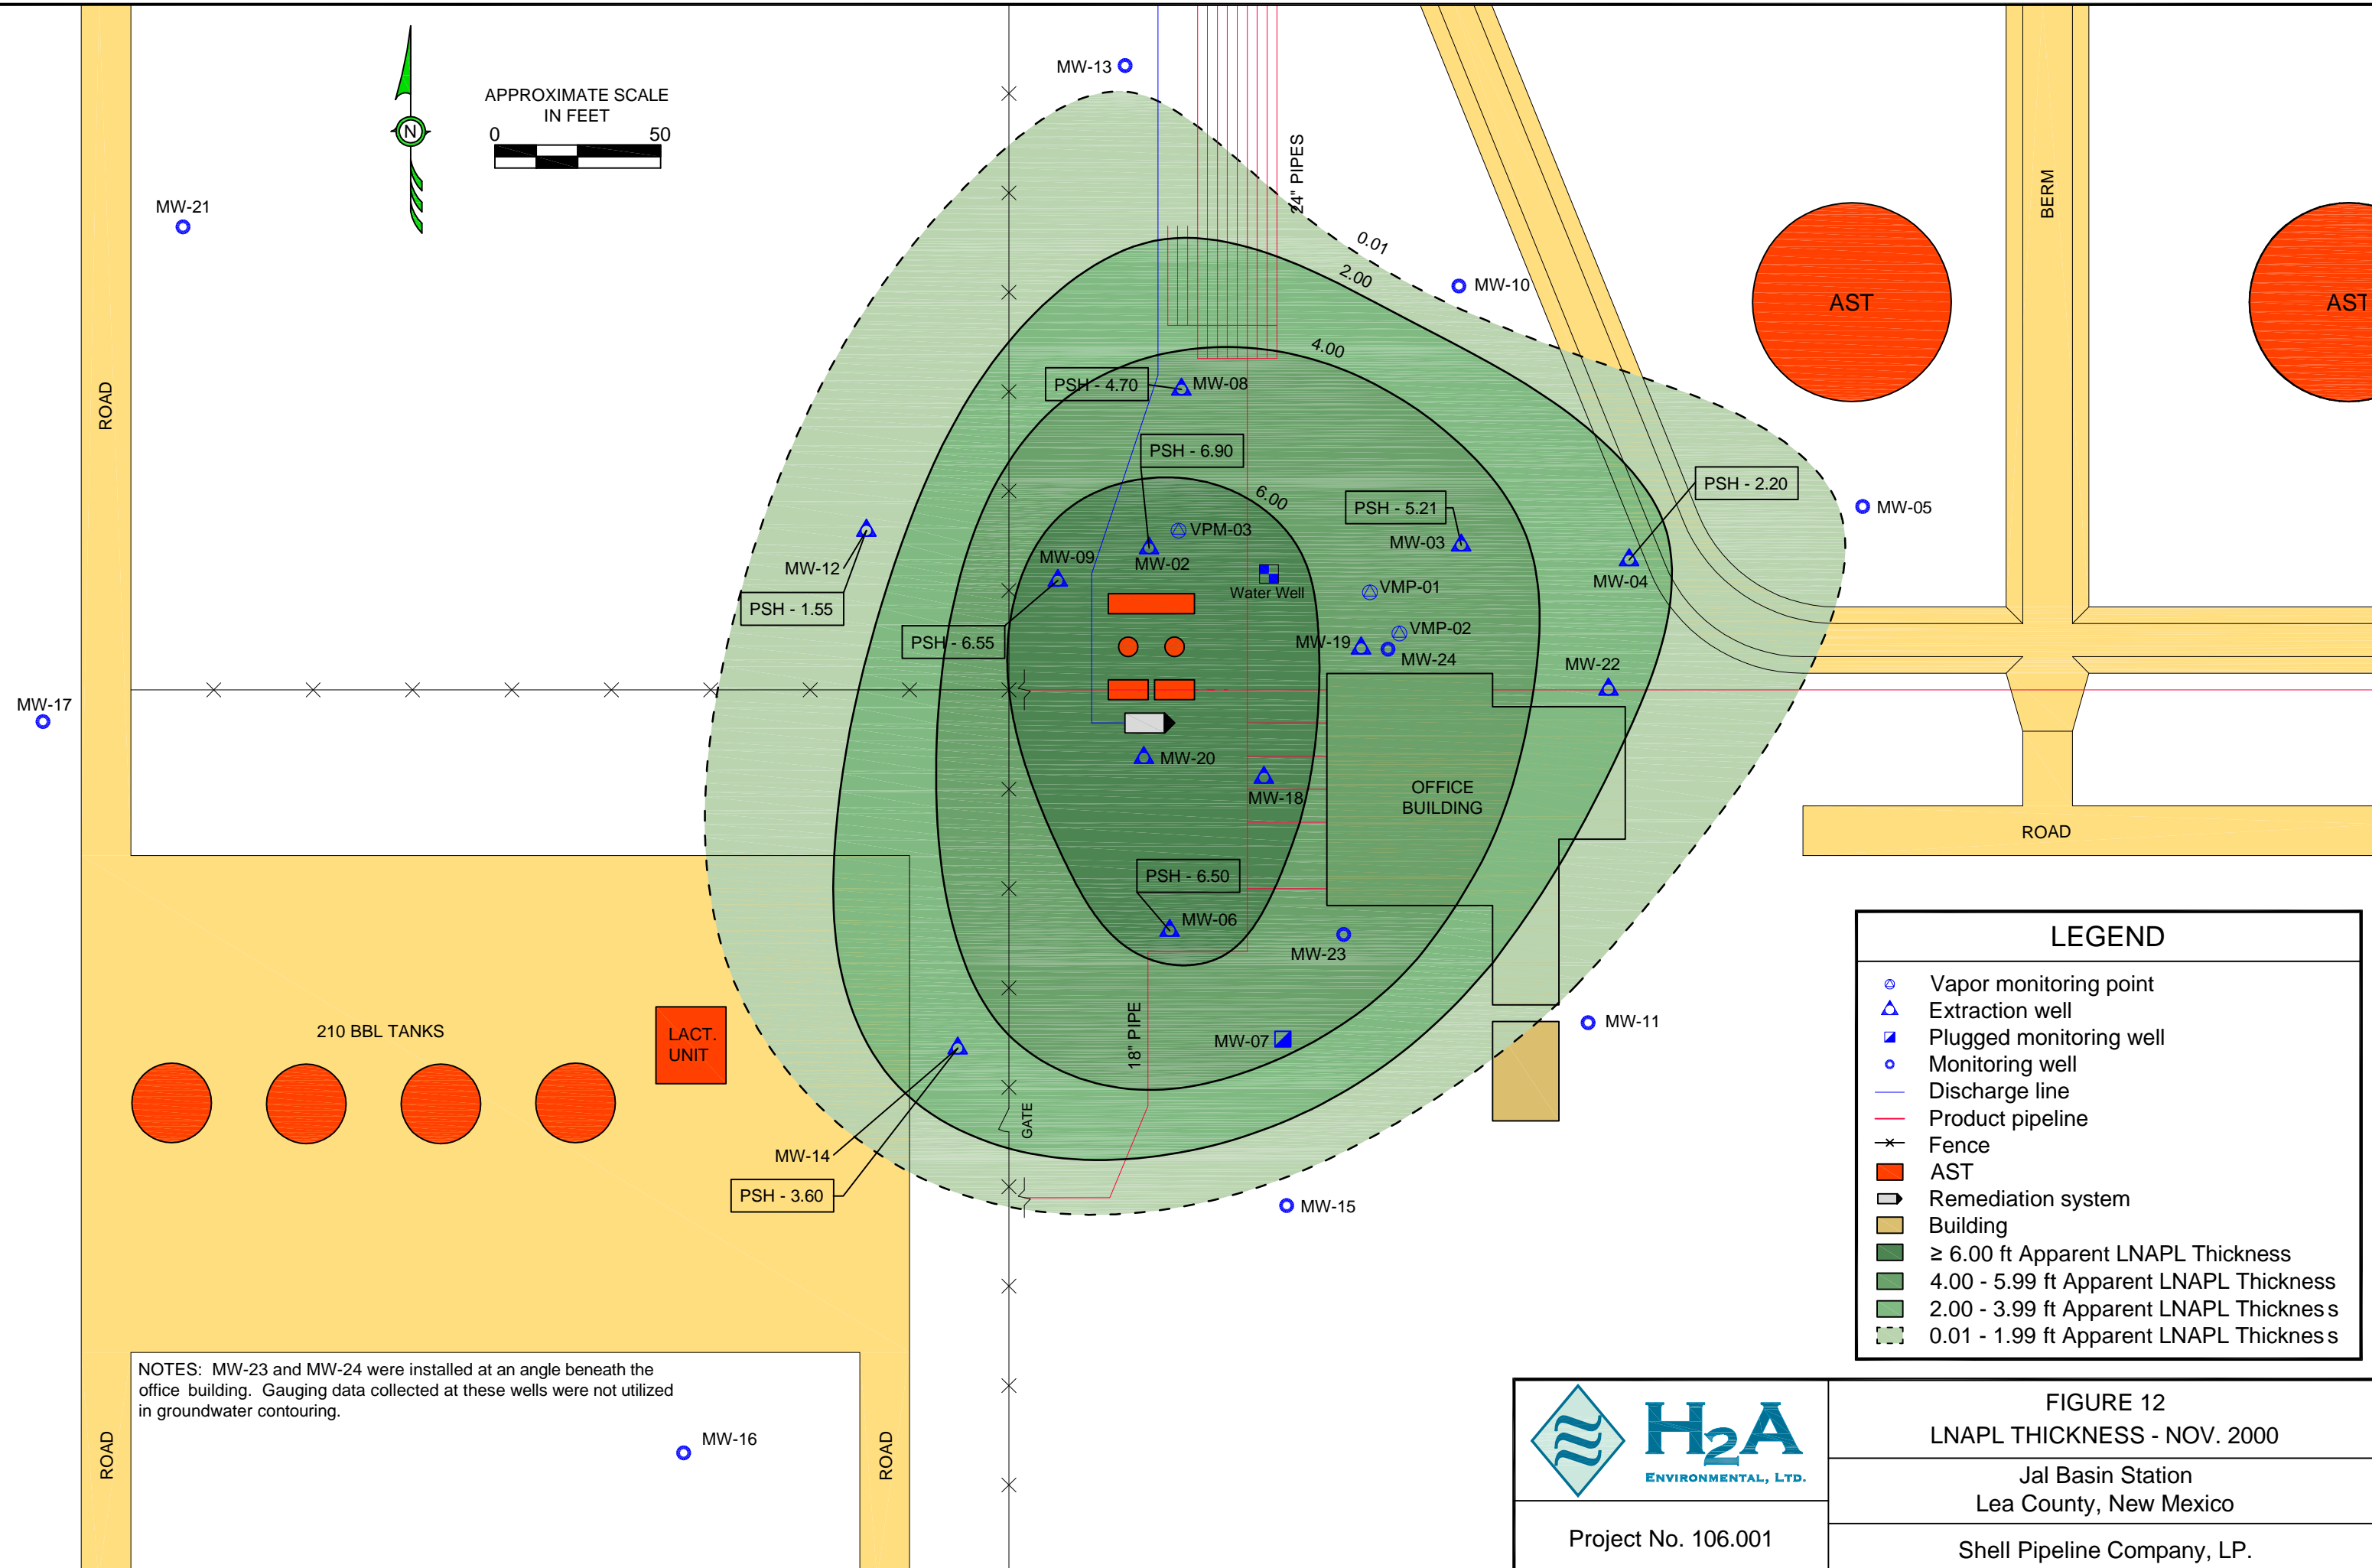 MW-13
APPROXIMATE SCALE
IN FEET
0 50
N
24" PIPES
BERM
MW-21
0.01
2.00
MW-10
AST
AST
4.00
ROAD
PSH - 4.70
MW-08
PSH - 6.90
6.00
PSH - 2.20
PSH - 5.21
MW-05
VPM-03
MW-03
MW-09
MW-02
MW-12
MW-04
Water Well
VMP-01
PSH - 1.55
PSH - 6.55
MW-19
VMP-02
MW-24
MW-22
MW-17
MW-20
MW-18
OFFICE
BUILDING
ROAD
PSH - 6.50
MW-06
MW-23
210 BBL TANKS
LACT.
UNIT
18" PIPE
MW-07
MW-11
GATE
MW-14
PSH - 3.60
MW-15
LEGEND
Vapor monitoring point
Extraction well
Plugged monitoring well
Monitoring well
Discharge line
Product pipeline
Fence
AST
Remediation system
Building
≥ 6.00 ft Apparent LNAPL Thickness
4.00 - 5.99 ft Apparent LNAPL Thickness
2.00 - 3.99 ft Apparent LNAPL Thickness
0.01 - 1.99 ft Apparent LNAPL Thickness
NOTES: MW-23 and MW-24 were installed at an angle beneath the
office building. Gauging data collected at these wells were not utilized
in groundwater contouring.
ROAD
ROAD
MW-16
H2A
ENVIRONMENTAL, LTD.
Project No. 106.001
FIGURE 12
LNAPL THICKNESS - NOV. 2000
Jal Basin Station
Lea County, New Mexico
Shell Pipeline Company, LP.